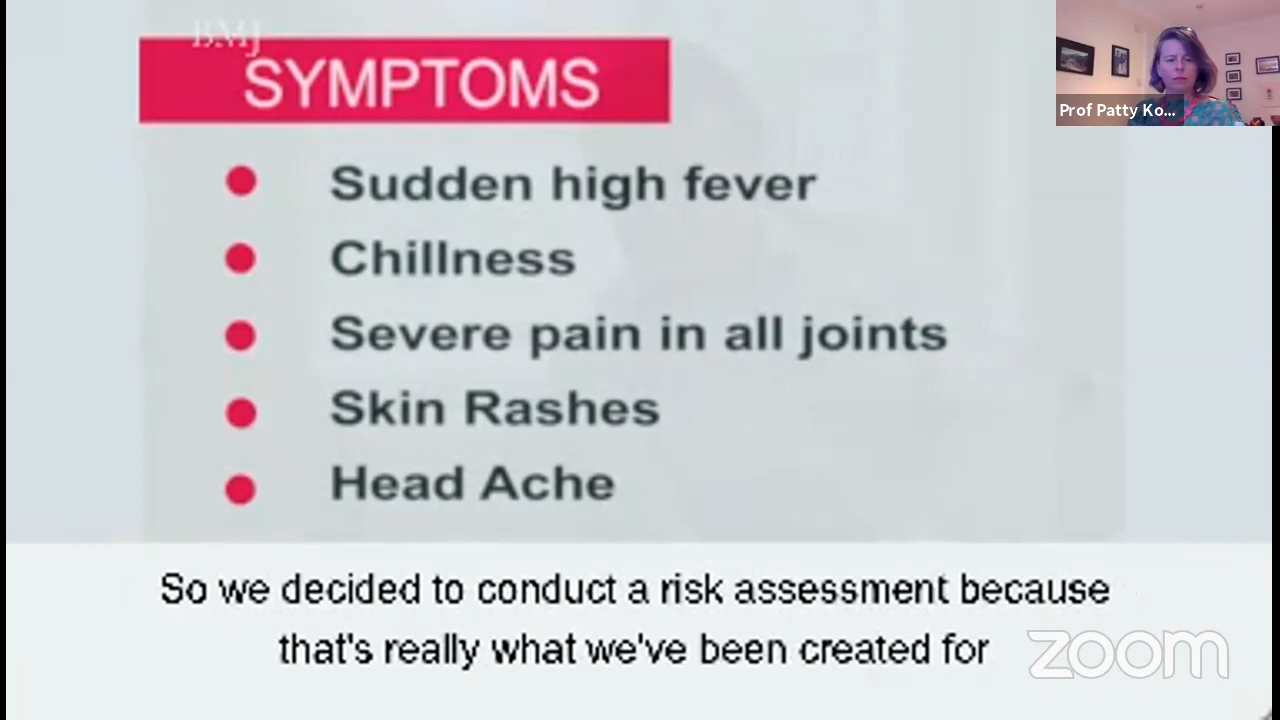 BMJ
SYMPTOMS
Sudden high fever
Chillness
Severe pain in all joints
Skin Rashes
Head Ache
So we decided to conduct a risk assessment because
that's really what we've been created for
Prof Patty Ko...
zoom